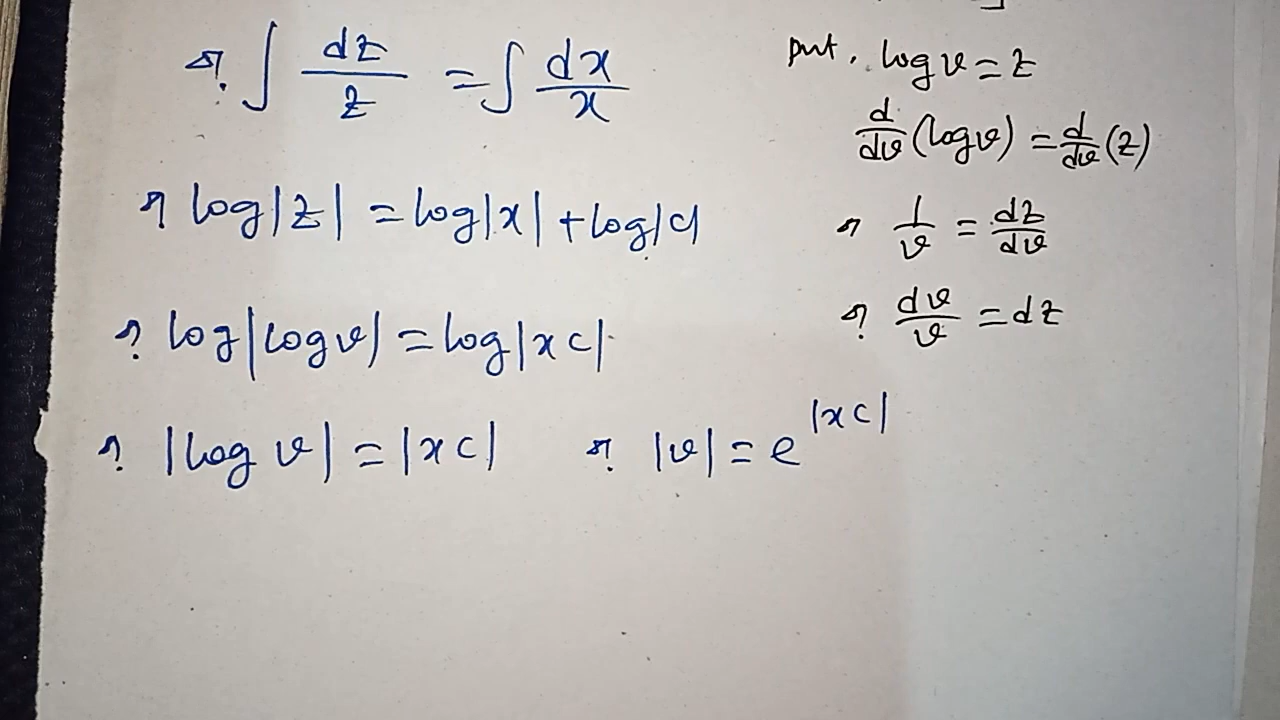 ∫ dz/z = ∫ dx/x
log|z| = log|x| + log|c|
log|log v| = log|xc|
|log v| = |xc|   |v| = e^|xc|
put, log v = z
d/dv (log v) = d/dv (z)
1/v = dz/dv
dv/v = dz